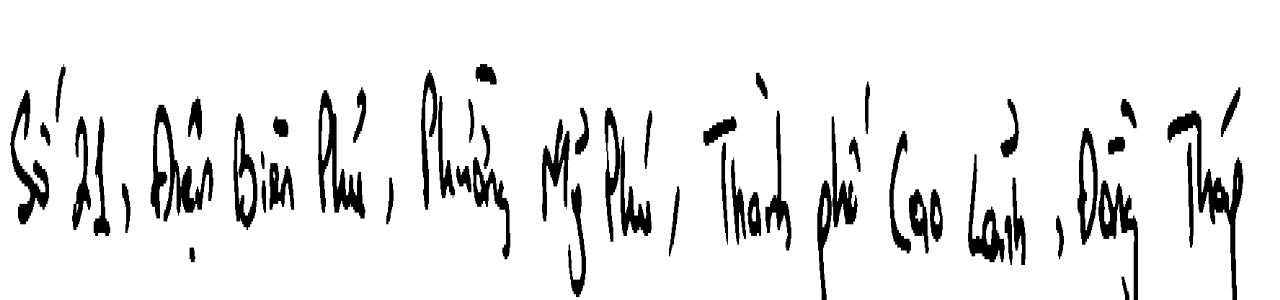 Số 21, Điện Biên Phủ, Phường Mỹ Phú, Thành phố Cao Lãnh, Đồng Tháp